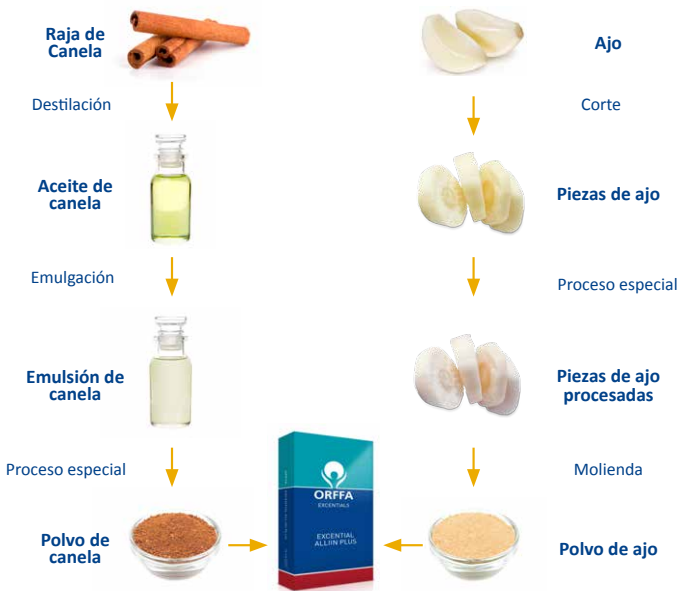 Raja de
Canela
Ajo
Destilación
Corte
Aceite de
canela
Piezas de ajo
Emulgación
Proceso especial
Emulsión de
canela
Piezas de ajo
procesadas
Proceso especial
Molienda
ORFFA
EXCENTIALS
EXCENTIAL
ALLIIN PLUS
Polvo de
canela
Polvo de ajo